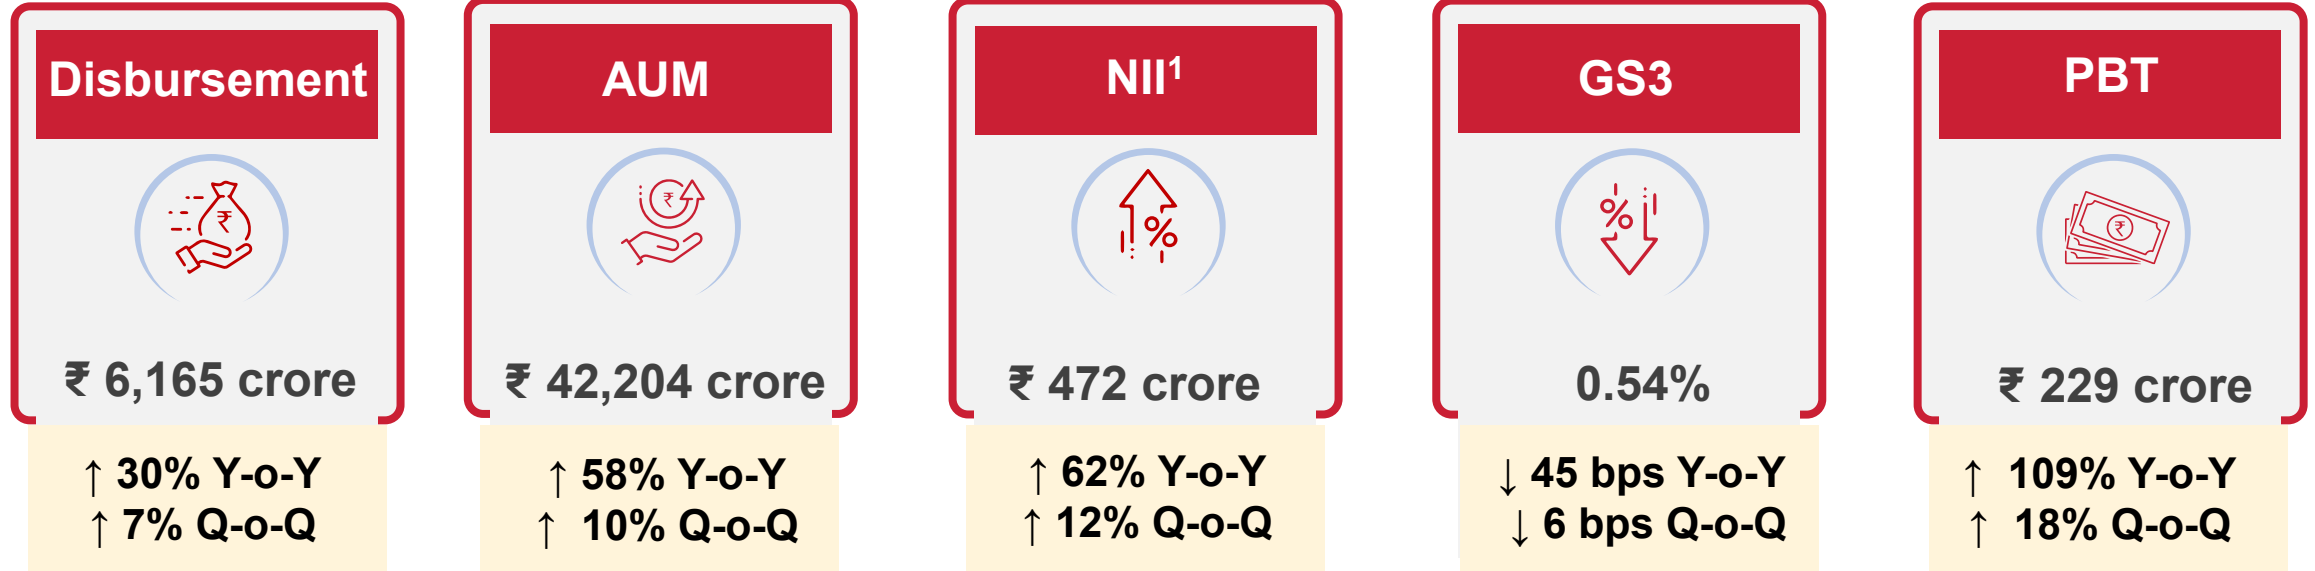 Disbursement
₹ 6,165 crore
↑ 30% Y-o-Y
↑ 7% Q-o-Q
AUM
₹ 42,204 crore
↑ 58% Y-o-Y
↑ 10% Q-o-Q
NII¹
₹ 472 crore
↑ 62% Y-o-Y
↑ 12% Q-o-Q
GS3
0.54%
↓ 45 bps Y-o-Y
↓ 6 bps Q-o-Q
PBT
₹ 229 crore
↑ 109% Y-o-Y
↑ 18% Q-o-Q